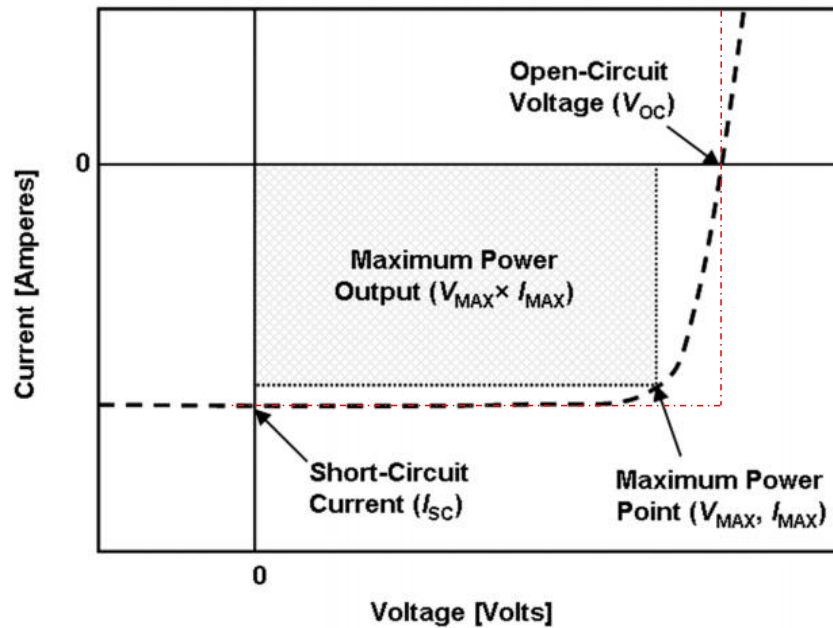 Open-Circuit
Voltage (VOC)
0
Current [Amperes]
Maximum Power
Output (VMAX× IMAX)
Short-Circuit
Current (ISC)
Maximum Power
Point (VMAX, IMAX)
0
Voltage [Volts]